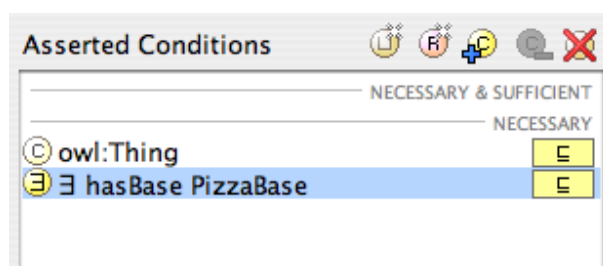 Asserted Conditions
NECESSARY & SUFFICIENT
NECESSARY
C owl:Thing ⊑
∃ ∃ hasBase PizzaBase ⊑